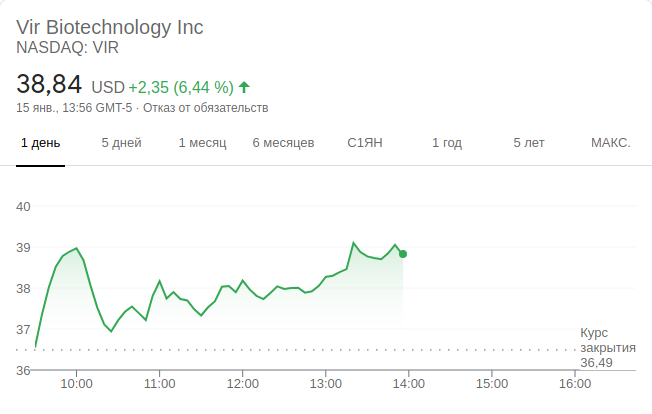 Vir Biotechnology Inc
NASDAQ: VIR
38,84 USD +2,35 (6,44 %)
15 янв., 13:56 GMT-5 · Отказ от обязательств
1 день 5 дней 1 месяц 6 месяцев С1ЯН 1 год 5 лет МАКС.
40
39
38
37
Курс
закрытия
36,49
36
10:00 11:00 12:00 13:00 14:00 15:00 16:00